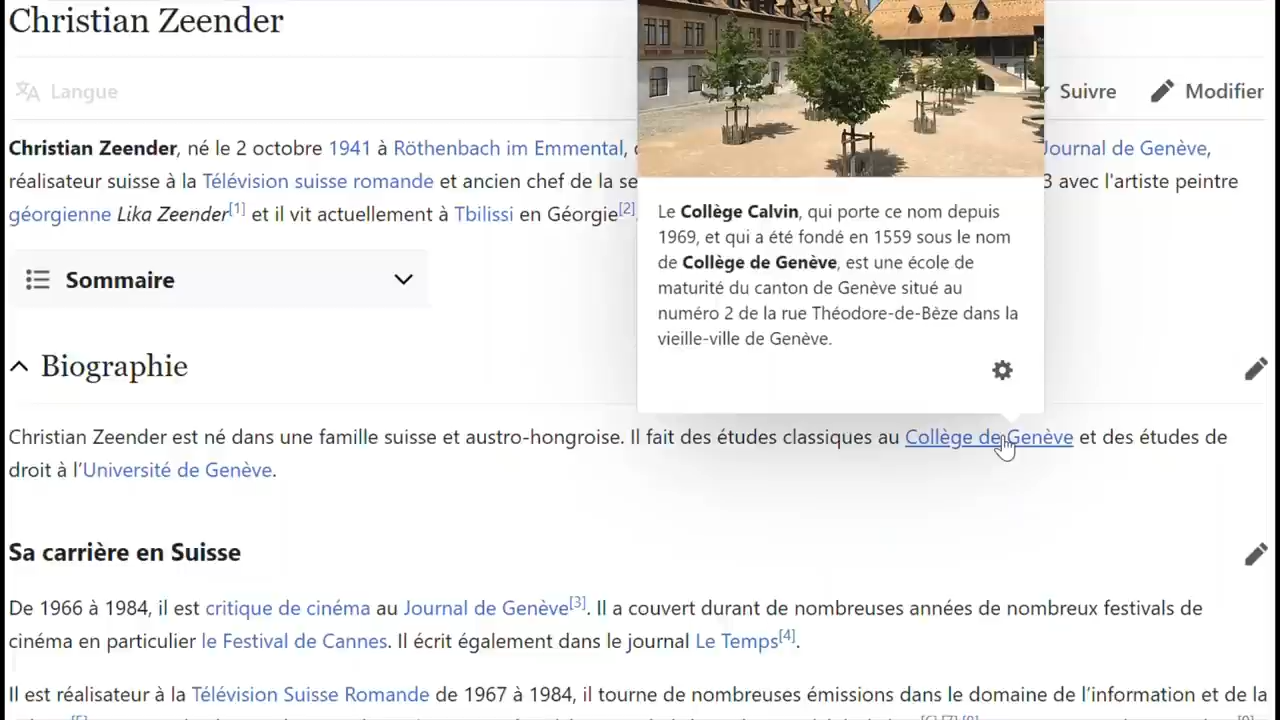 Christian Zeender
Langue
Suivre
Modifier
Christian Zeender, né le 2 octobre 1941 à Röthenbach im Emmental, Journal de Genève,
réalisateur suisse à la Télévision suisse romande et ancien chef de la se 3 avec l'artiste peintre
géorgienne Lika Zeender[1] et il vit actuellement à Tbilissi en Géorgie[2]
Le Collège Calvin, qui porte ce nom depuis
1969, et qui a été fondé en 1559 sous le nom
de Collège de Genève, est une école de
maturité du canton de Genève situé au
numéro 2 de la rue Théodore-de-Bèze dans la
vieille-ville de Genève.
Sommaire
Biographie
Christian Zeender est né dans une famille suisse et austro-hongroise. Il fait des études classiques au Collège de Genève et des études de
droit à l’Université de Genève.
Sa carrière en Suisse
De 1966 à 1984, il est critique de cinéma au Journal de Genève[3]. Il a couvert durant de nombreuses années de nombreux festivals de
cinéma en particulier le Festival de Cannes. Il écrit également dans le journal Le Temps[4].
Il est réalisateur à la Télévision Suisse Romande de 1967 à 1984, il tourne de nombreuses émissions dans le domaine de l’information et de la